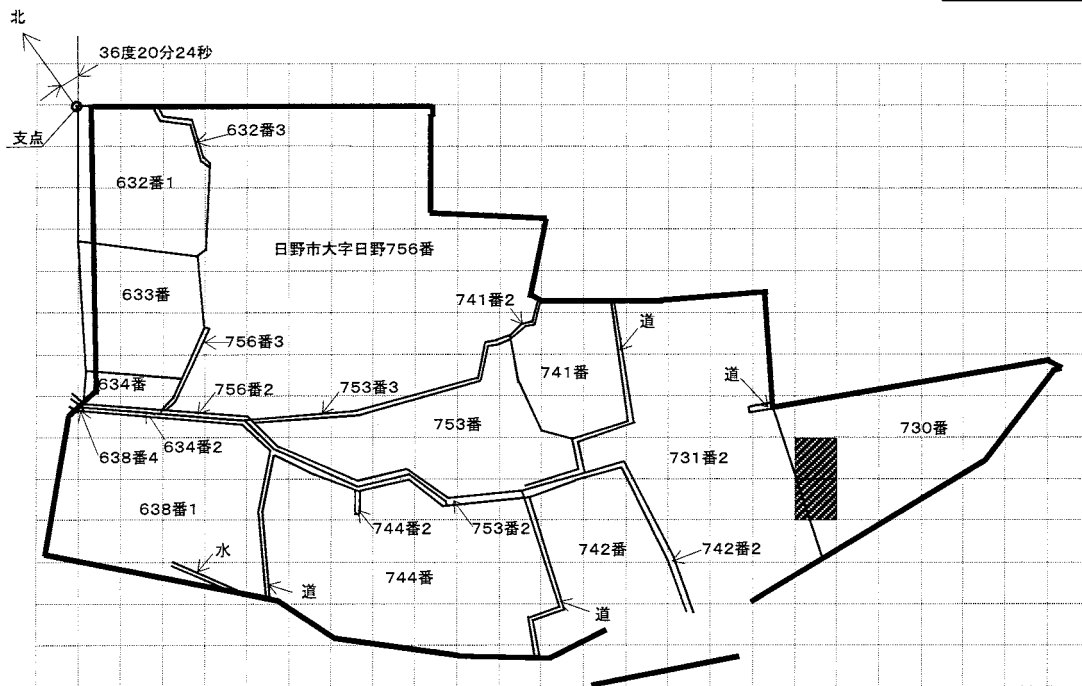 北
36度20分24秒
支点
632番3
632番1
日野市大字日野756番
633番
741番2
道
756番3
741番
道
634番
756番2
753番3
753番
730番
634番2
731番2
638番4
638番1
744番2
753番2
水
742番
742番2
744番
道
道